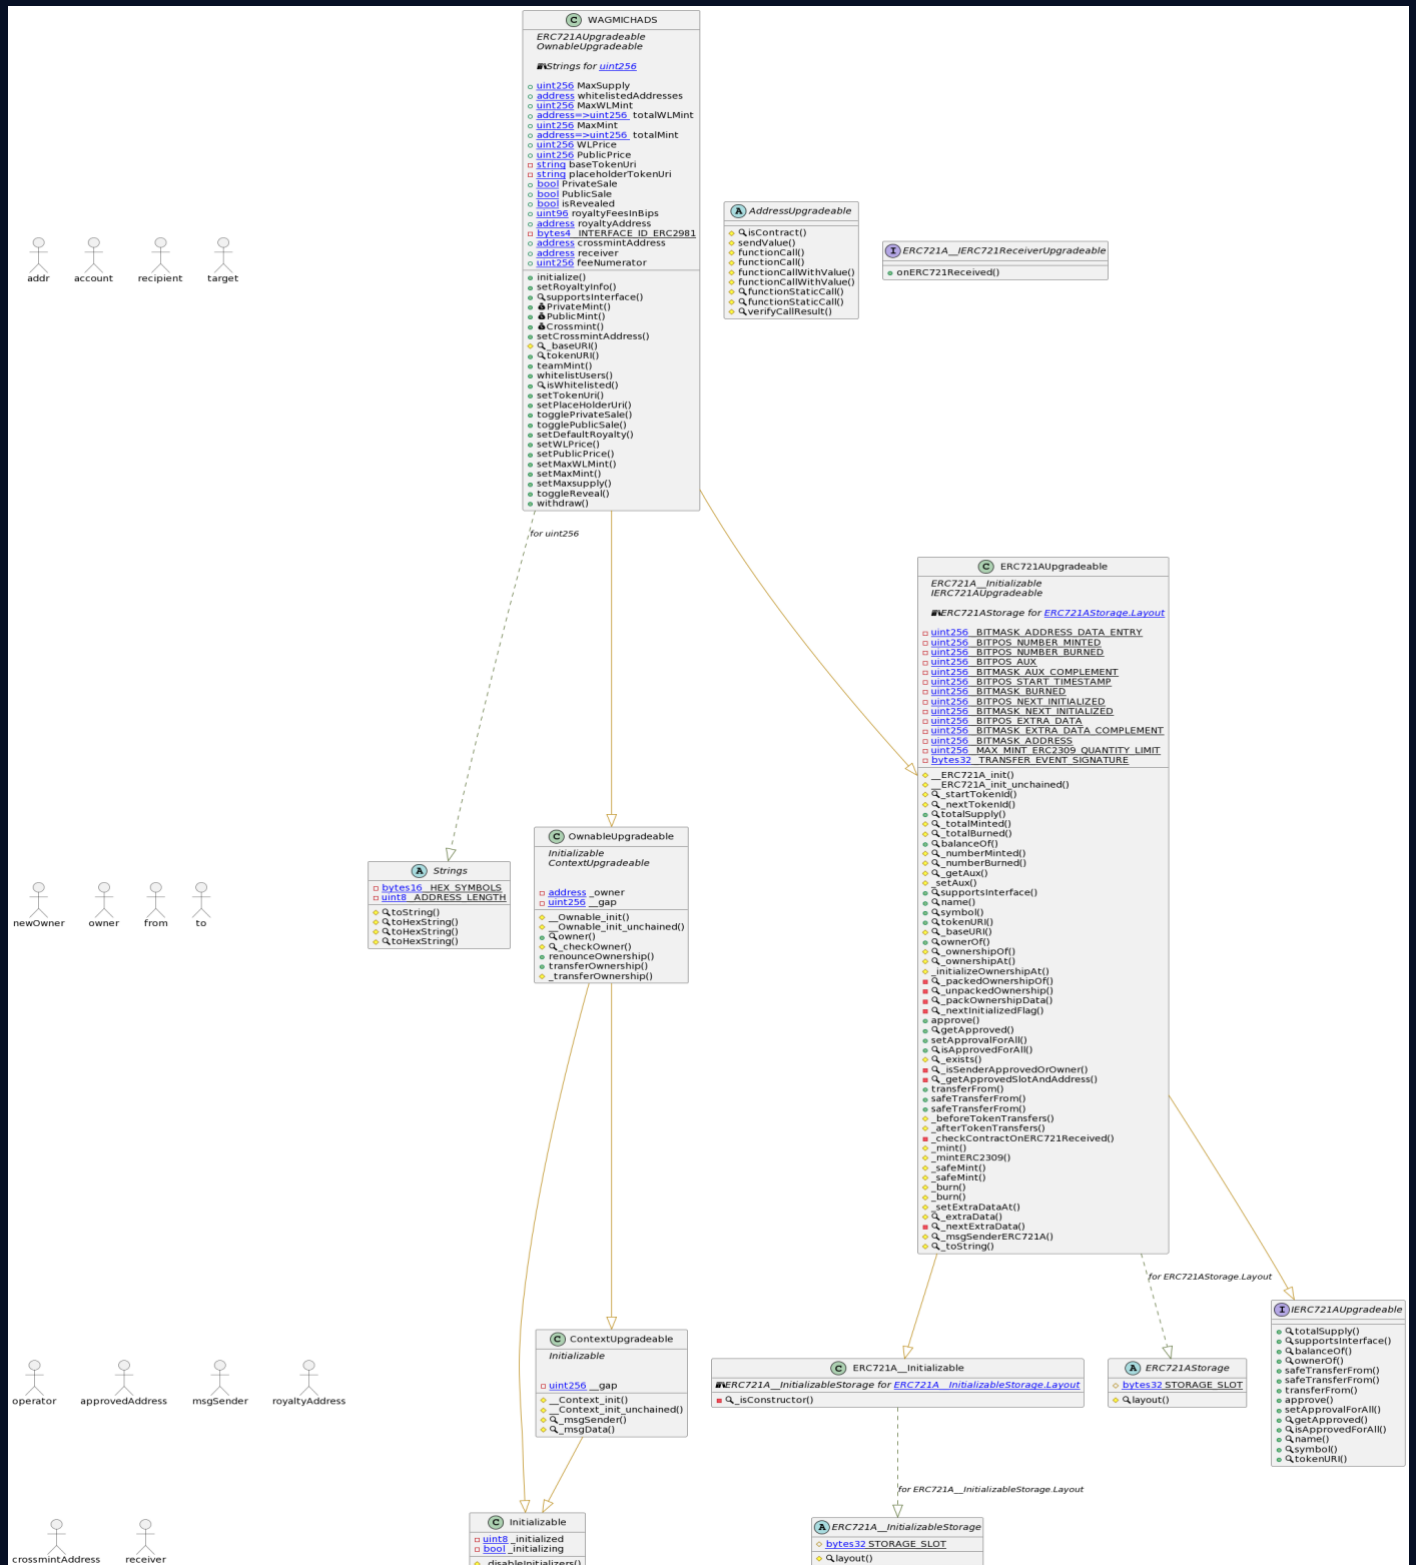 C WAGMICHADS
ERC721AUpgradeable
OwnableUpgradeable
Strings for uint256
uint256 MaxSupply
address whitelistedAddresses
uint256 MaxWLMint
address=>uint256 totalWLMint
uint256 MaxMint
address=>uint256 totalMint
uint256 WLPrice
uint256 PublicPrice
string baseTokenUri
string placeholderTokenUri
bool PrivateSale
bool PublicSale
bool isRevealed
uint96 royaltyFeesInBips
address royaltyAddress
bytes4 INTERFACE_ID_ERC2981
address crossmintAddress
address receiver
uint256 feeNumerator
initialize()
setRoyaltyInfo()
supportsInterface()
PrivateMint()
PublicMint()
Crossmint()
setCrossmintAddress()
_baseURI()
tokenURI()
teamMint()
whitelistUsers()
isWhitelisted()
setTokenUri()
setPlaceHolderUri()
togglePrivateSale()
togglePublicSale()
setDefaultRoyalty()
setWLPrice()
setPublicPrice()
setMaxWLMint()
setMaxMint()
setMaxsupply()
toggleReveal()
withdraw()
A AddressUpgradeable
isContract()
sendValue()
functionCall()
functionCall()
functionCallWithValue()
functionCallWithValue()
functionStaticCall()
functionStaticCall()
verifyCallResult()
I ERC721A__IERC721ReceiverUpgradeable
onERC721Received()
addr account recipient target
for uint256
C ERC721AUpgradeable
ERC721A__Initializable
IERC721AUpgradeable
ERC721AStorage for ERC721AStorage.Layout
uint256 _BITMASK_ADDRESS_DATA_ENTRY
uint256 _BITPOS_NUMBER_MINTED
uint256 _BITPOS_NUMBER_BURNED
uint256 _BITPOS_AUX
uint256 _BITMASK_AUX_COMPLEMENT
uint256 _BITPOS_START_TIMESTAMP
uint256 _BITMASK_BURNED
uint256 _BITPOS_NEXT_INITIALIZED
uint256 _BITMASK_NEXT_INITIALIZED
uint256 _BITPOS_EXTRA_DATA
uint256 _BITMASK_EXTRA_DATA_COMPLEMENT
uint256 _BITMASK_ADDRESS
uint256 _MAX_MINT_ERC2309_QUANTITY_LIMIT
bytes32 _TRANSFER_EVENT_SIGNATURE
__ERC721A_init()
__ERC721A_init_unchained()
_startTokenId()
_nextTokenId()
totalSupply()
_totalMinted()
_totalBurned()
balanceOf()
_numberMinted()
_numberBurned()
_getAux()
_setAux()
supportsInterface()
name()
symbol()
tokenURI()
_baseURI()
ownerOf()
_ownershipOf()
_ownershipAt()
_initializeOwnershipAt()
_packedOwnershipOf()
_unpackedOwnership()
_packOwnershipData()
_nextInitializedFlag()
approve()
getApproved()
setApprovalForAll()
isApprovedForAll()
_exists()
_isSenderApprovedOrOwner()
_getApprovedSlotAndAddress()
transferFrom()
safeTransferFrom()
safeTransferFrom()
_beforeTokenTransfers()
_afterTokenTransfers()
_checkContractOnERC721Received()
_mint()
_mintERC2309()
_safeMint()
_safeMint()
_burn()
_burn()
_setExtraDataAt()
_extraData()
_nextExtraData()
_msgSenderERC721A()
_toString()
C OwnableUpgradeable
Initializable
ContextUpgradeable
address _owner
uint256 __gap
__Ownable_init()
__Ownable_init_unchained()
owner()
_checkOwner()
renounceOwnership()
transferOwnership()
_transferOwnership()
A Strings
bytes16 _HEX_SYMBOLS
uint8 _ADDRESS_LENGTH
toString()
toHexString()
toHexString()
toHexString()
newOwner owner from to
for ERC721AStorage.Layout
I IERC721AUpgradeable
totalSupply()
supportsInterface()
balanceOf()
ownerOf()
safeTransferFrom()
safeTransferFrom()
transferFrom()
approve()
setApprovalForAll()
getApproved()
isApprovedForAll()
name()
symbol()
tokenURI()
C ContextUpgradeable
Initializable
uint256 __gap
__Context_init()
__Context_init_unchained()
_msgSender()
_msgData()
C ERC721A__Initializable
ERC721A__InitializableStorage for ERC721A__InitializableStorage.Layout
_isConstructor()
A ERC721AStorage
bytes32 STORAGE_SLOT
layout()
operator approvedAddress msgSender royaltyAddress
for ERC721A__InitializableStorage.Layout
C Initializable
uint8 _initialized
bool _initializing
_disableInitializers()
A ERC721A__InitializableStorage
bytes32 STORAGE_SLOT
layout()
crossmintAddress receiver